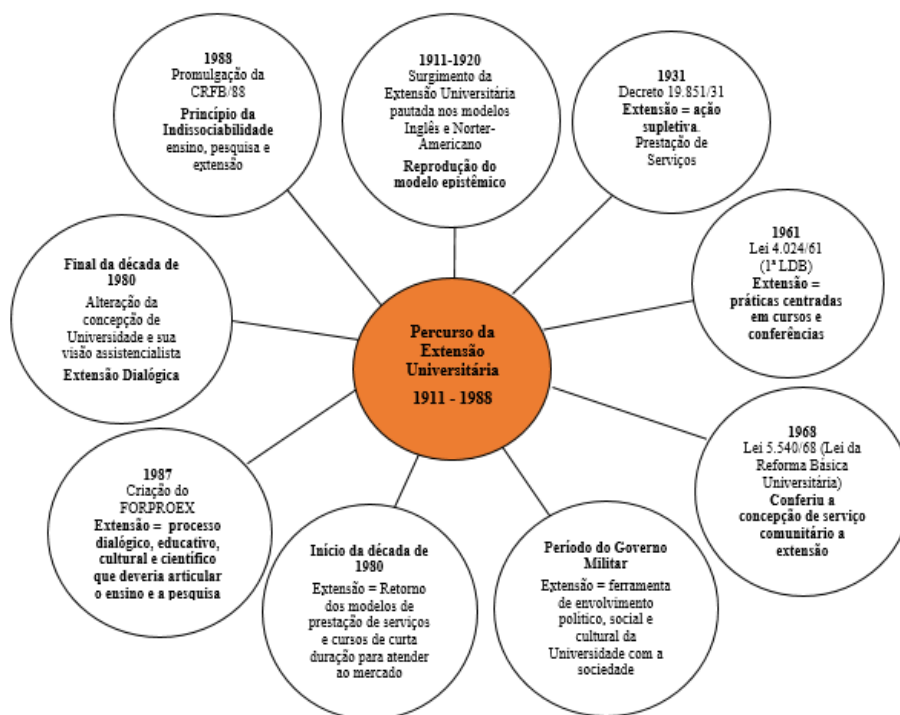 Percurso da
Extensão
Universitária
1911 - 1988
1911-1920
Surgimento da
Extensão Universitária
pautada nos modelos
Inglês e Norter-
Americano
Reprodução do
modelo epistêmico
1931
Decreto 19.851/31
Extensão = ação
supletiva.
Prestação de
Serviços
1961
Lei 4.024/61
(1ª LDB)
Extensão =
práticas centradas
em cursos e
conferências
1968
Lei 5.540/68 (Lei da
Reforma Básica
Universitária)
Conferiu a
concepção de serviço
comunitário a
extensão
Período do Governo
Militar
Extensão = ferramenta
de envolvimento
político, social e
cultural da
Universidade com a
sociedade
Início da década de
1980
Extensão = Retorno
dos modelos de
prestação de serviços
e cursos de curta
duração para atender
ao mercado
1987
Criação do
FORPROEX
Extensão = processo
dialógico, educativo,
cultural e científico
que deveria articular
o ensino e a pesquisa
Final da década de
1980
Alteração da
concepção de
Universidade e sua
visão assistencialista
Extensão Dialógica
1988
Promulgação da
CRFB/88
Princípio da
Indissociabilidade
ensino, pesquisa e
extensão